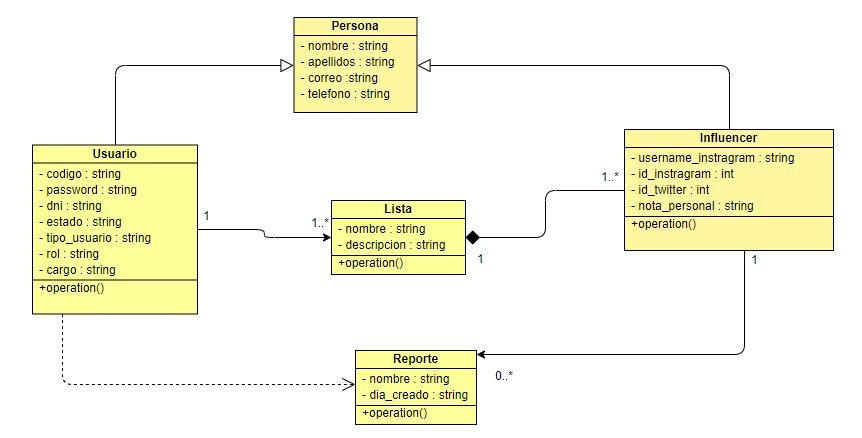 Persona
- nombre : string
- apellidos : string
- correo :string
- telefono : string
Usuario
- codigo : string
- password : string
- dni : string
- estado : string
- tipo_usuario : string
- rol : string
- cargo : string
+operation()
Influencer
- username_instragram : string
- id_instragram : int
- id_twitter : int
- nota_personal : string
+operation()
Lista
- nombre : string
- descripcion : string
+operation()
1
1..*
1..*
1
1
0..*
Reporte
- nombre : string
- dia_creado : string
+operation()